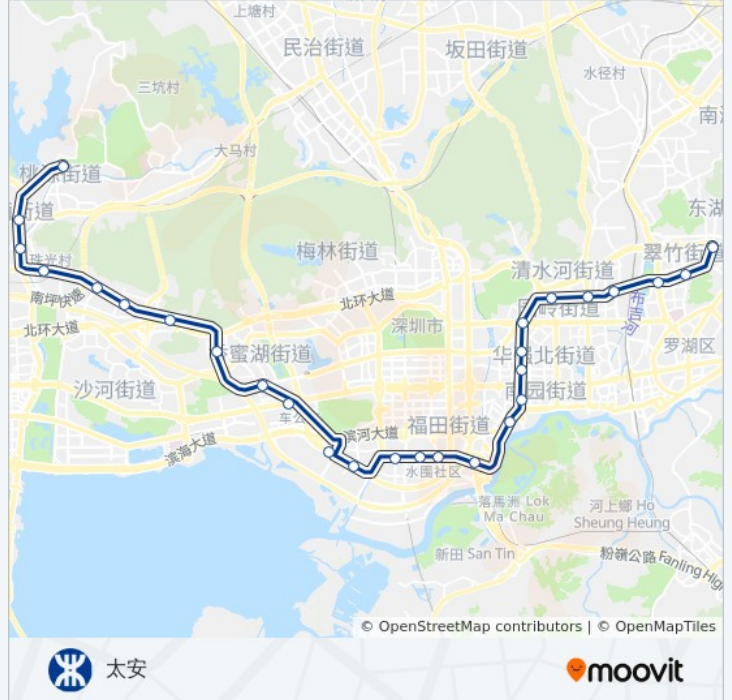 上塘村
民治街道
坂田街道
水径村
三坑村
南
大马村
桃源街道
街道
东湖
珠光村
梅林街道
翠竹街道
清水河街道
南坪快速
北环大道
园岭街道
布吉河
北环大道
深圳市
香蜜湖街道
华强北街道
罗湖区
沙河街道
南园街道
车公
福田街道
滨河大道
滨海大道
水围社区
落馬洲 Lok
Ma Chau
河上鄉 Ho
Sheung Heung
新田 San Tin
粉嶺公路 Fanling High
© OpenStreetMap contributors | © OpenMapTiles
太安
moovit